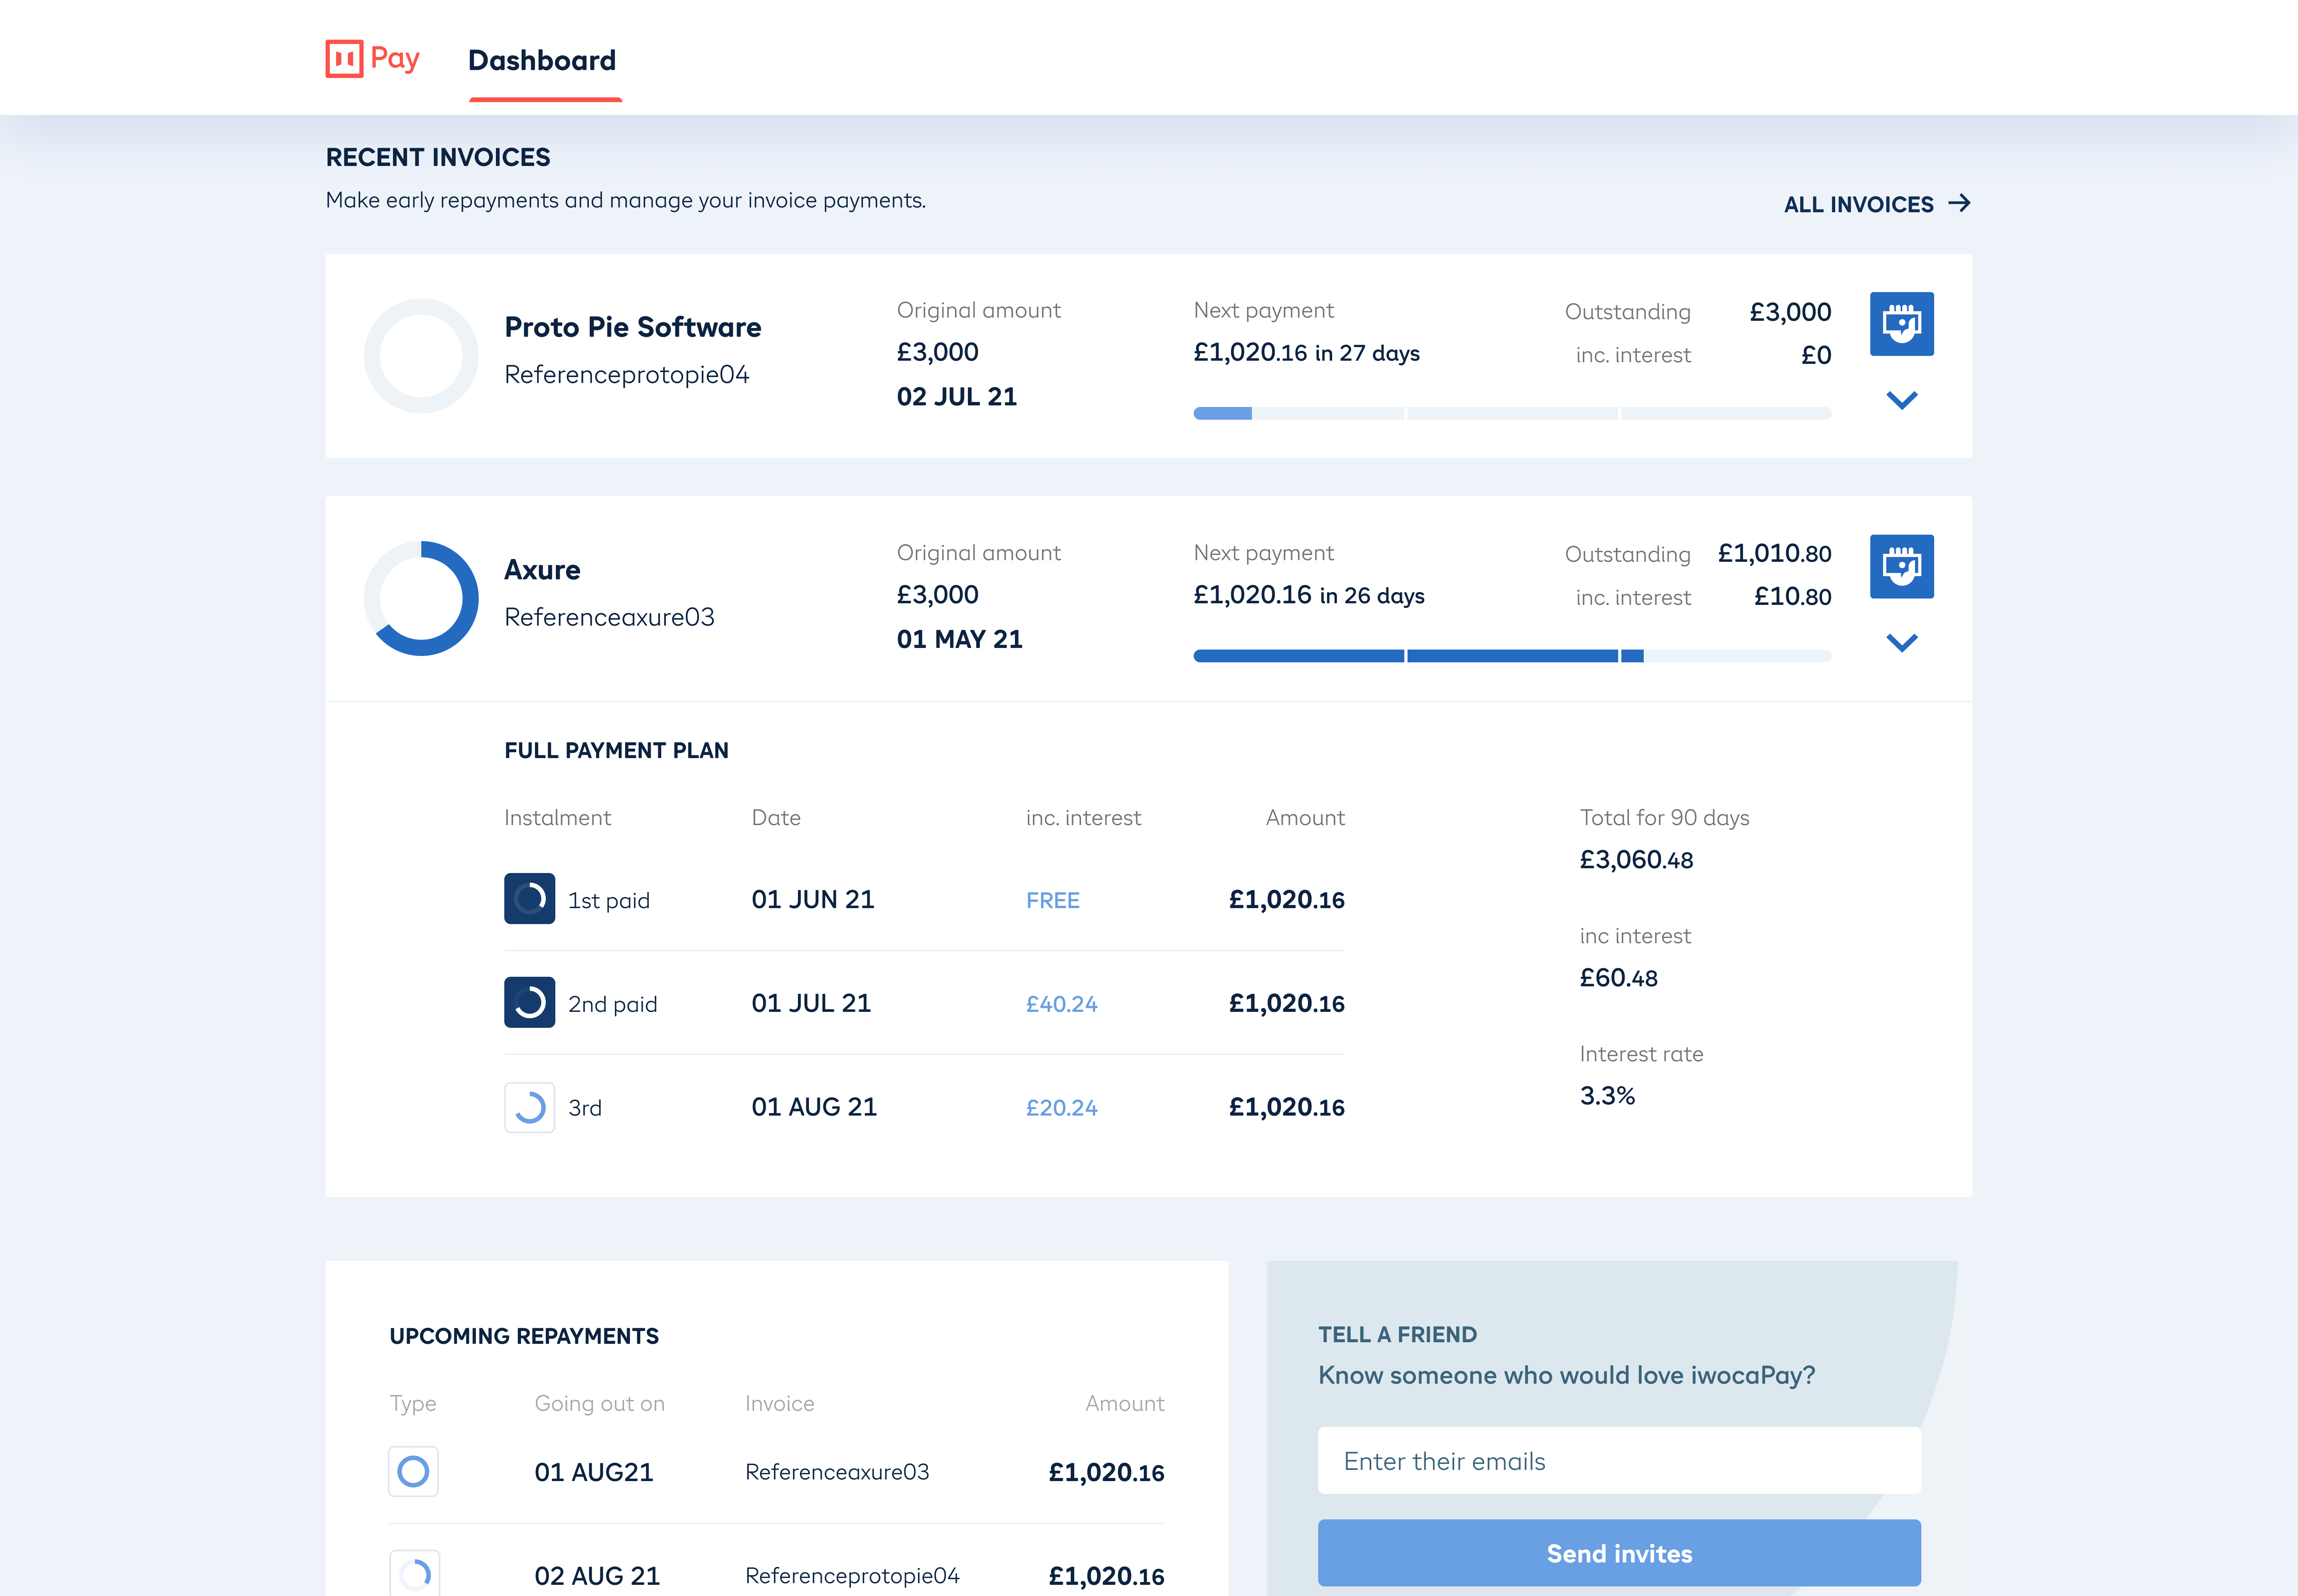 Pay Dashboard
RECENT INVOICES
Make early repayments and manage your invoice payments.
ALL INVOICES →
Proto Pie Software
Referenceprotopie04
Original amount
£3,000
02 JUL 21
Next payment
£1,020.16 in 27 days
Outstanding £3,000
inc. interest £0
Axure
Referenceaxure03
Original amount
£3,000
01 MAY 21
Next payment
£1,020.16 in 26 days
Outstanding £1,010.80
inc. interest £10.80
FULL PAYMENT PLAN
Instalment Date inc. interest Amount
1st paid 01 JUN 21 FREE £1,020.16
2nd paid 01 JUL 21 £40.24 £1,020.16
3rd 01 AUG 21 £20.24 £1,020.16
Total for 90 days
£3,060.48
inc interest
£60.48
Interest rate
3.3%
UPCOMING REPAYMENTS
Type Going out on Invoice Amount
01 AUG21 Referenceaxure03 £1,020.16
02 AUG 21 Referenceprotopie04 £1,020.16
TELL A FRIEND
Know someone who would love iwocaPay?
Enter their emails
Send invites